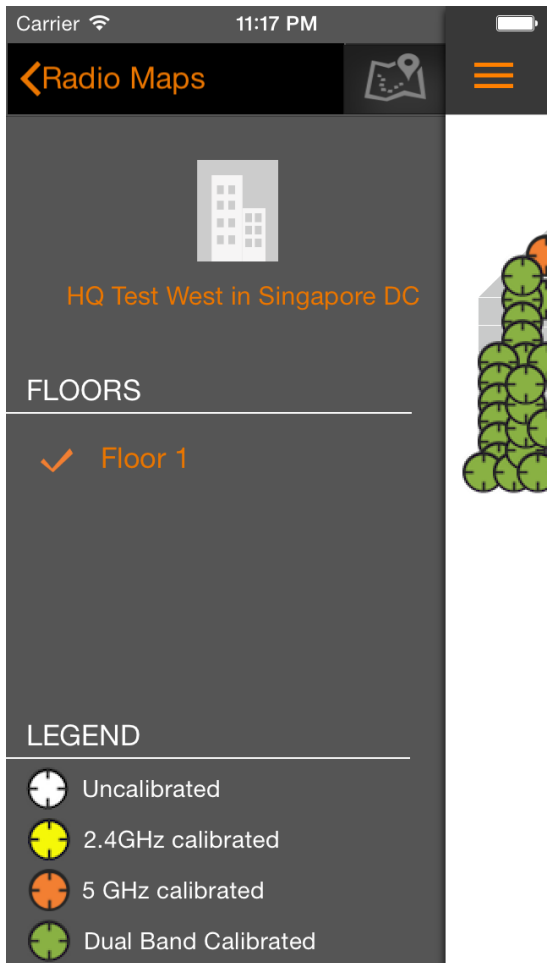 Carrier 11:17 PM
Radio Maps
HQ Test West in Singapore DC
FLOORS
Floor 1
LEGEND
Uncalibrated
2.4GHz calibrated
5 GHz calibrated
Dual Band Calibrated